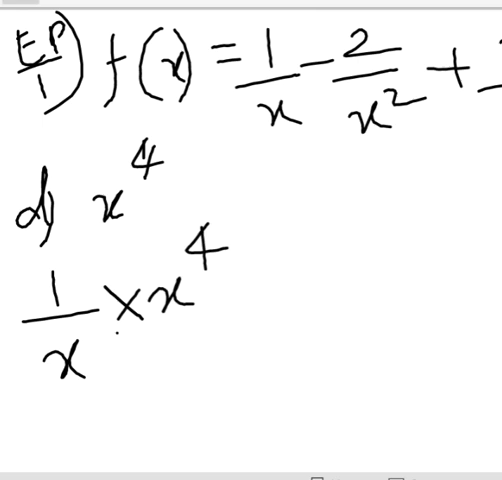 EP/1) f(x) = 1/x - 2/x² +
d) x⁴
1/x × x⁴